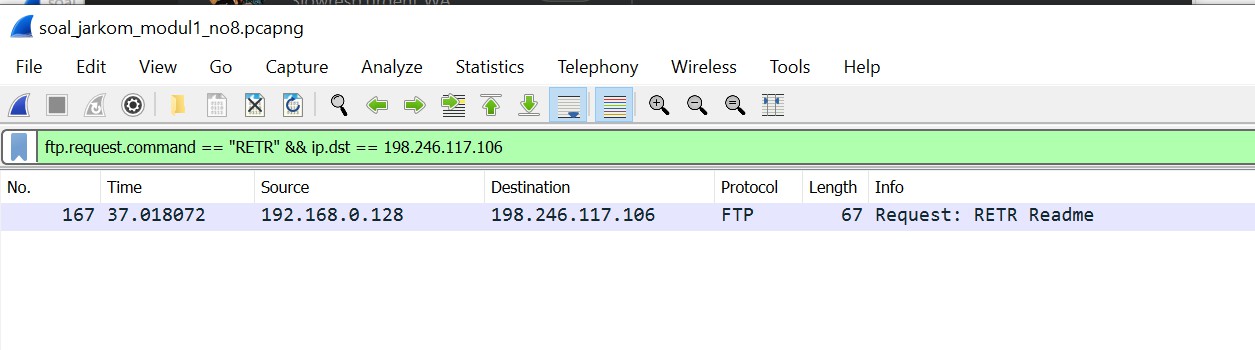 soal_jarkom_modul1_no8.pcapng
File Edit View Go Capture Analyze Statistics Telephony Wireless Tools Help
ftp.request.command == "RETR" && ip.dst == 198.246.117.106
No. Time Source Destination Protocol Length Info
167 37.018072 192.168.0.128 198.246.117.106 FTP 67 Request: RETR Readme